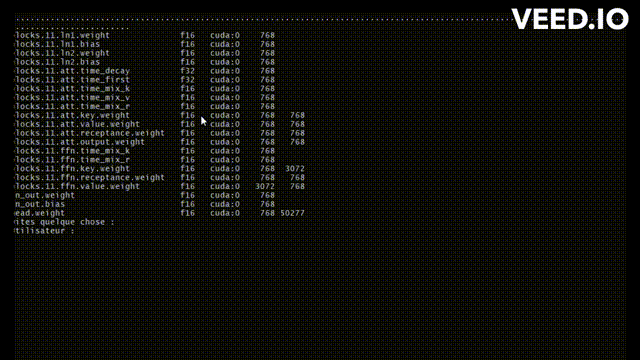 VEED.IO
locks.11.ln1.weight f16 cuda:0 768
locks.11.ln1.bias f16 cuda:0 768
locks.11.ln2.weight f16 cuda:0 768
locks.11.ln2.bias f16 cuda:0 768
locks.11.att.time_decay f32 cuda:0 768
locks.11.att.time_first f32 cuda:0 768
locks.11.att.time_mix_k f16 cuda:0 768
locks.11.att.time_mix_v f16 cuda:0 768
locks.11.att.time_mix_r f16 cuda:0 768
locks.11.att.key.weight f16 cuda:0 768 768
locks.11.att.value.weight f16 cuda:0 768 768
locks.11.att.receptance.weight f16 cuda:0 768 768
locks.11.att.output.weight f16 cuda:0 768 768
locks.11.ffn.time_mix_k f16 cuda:0 768
locks.11.ffn.time_mix_r f16 cuda:0 768
locks.11.ffn.key.weight f16 cuda:0 768 3072
locks.11.ffn.receptance.weight f16 cuda:0 768 768
locks.11.ffn.value.weight f16 cuda:0 3072 768
n_out.weight f16 cuda:0 768
n_out.bias f16 cuda:0 768
ead.weight f16 cuda:0 768 50277
ites quelque chose :
tilisateur :